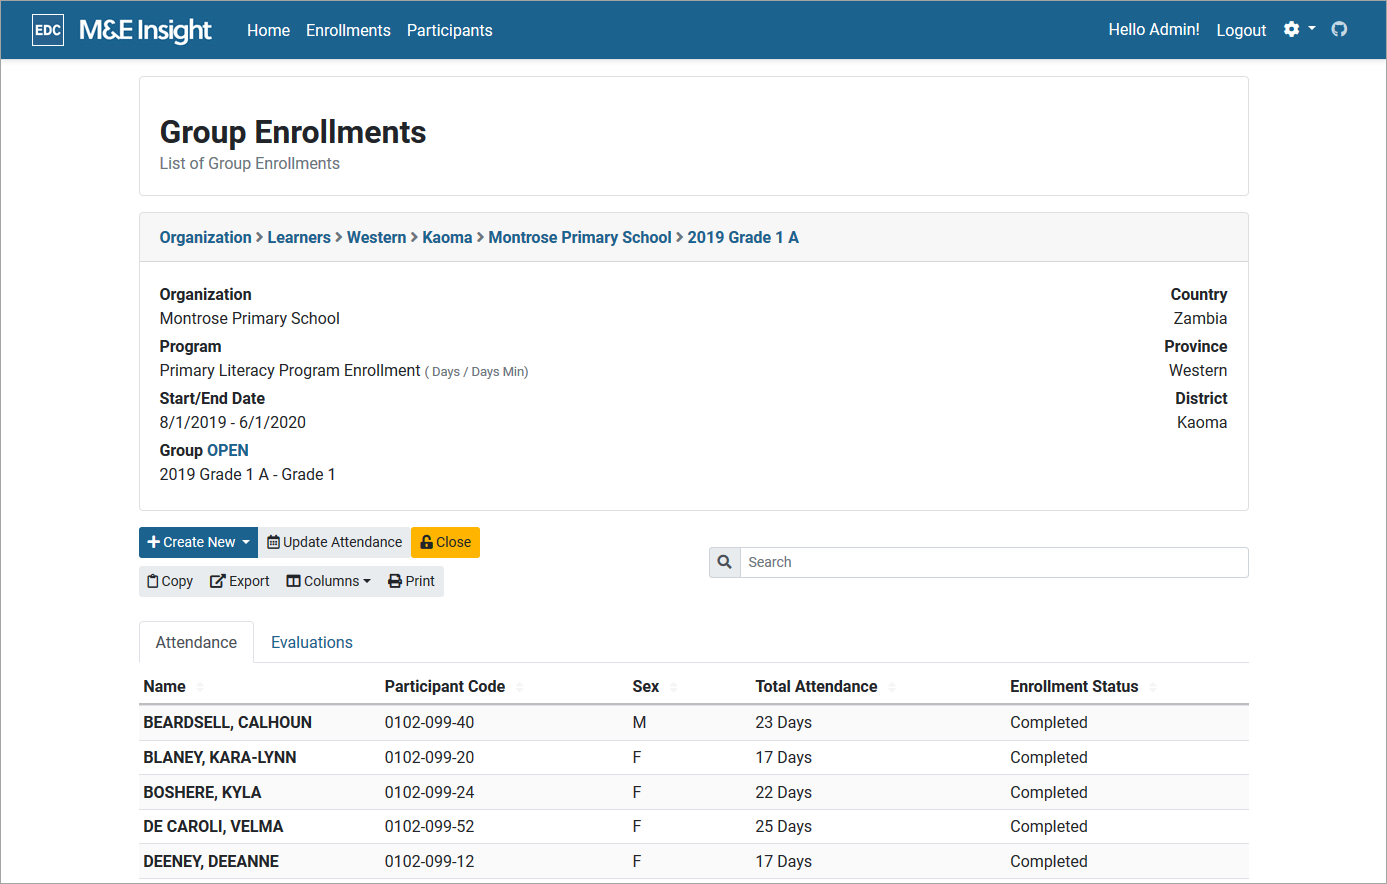 EDC M&E Insight Home Enrollments Participants Hello Admin! Logout
Group Enrollments
List of Group Enrollments
Organization > Learners > Western > Kaoma > Montrose Primary School > 2019 Grade 1 A
Organization Country
Montrose Primary School Zambia
Program Province
Primary Literacy Program Enrollment ( Days / Days Min) Western
Start/End Date District
8/1/2019 - 6/1/2020 Kaoma
Group OPEN
2019 Grade 1 A - Grade 1
Create New Update Attendance Close
Search
Copy Export Columns Print
Attendance Evaluations
Name Participant Code Sex Total Attendance Enrollment Status
BEARDSELL, CALHOUN 0102-099-40 M 23 Days Completed
BLANEY, KARA-LYNN 0102-099-20 F 17 Days Completed
BOSHERE, KYLA 0102-099-24 F 22 Days Completed
DE CAROLI, VELMA 0102-099-52 F 25 Days Completed
DEENEY, DEEANNE 0102-099-12 F 17 Days Completed